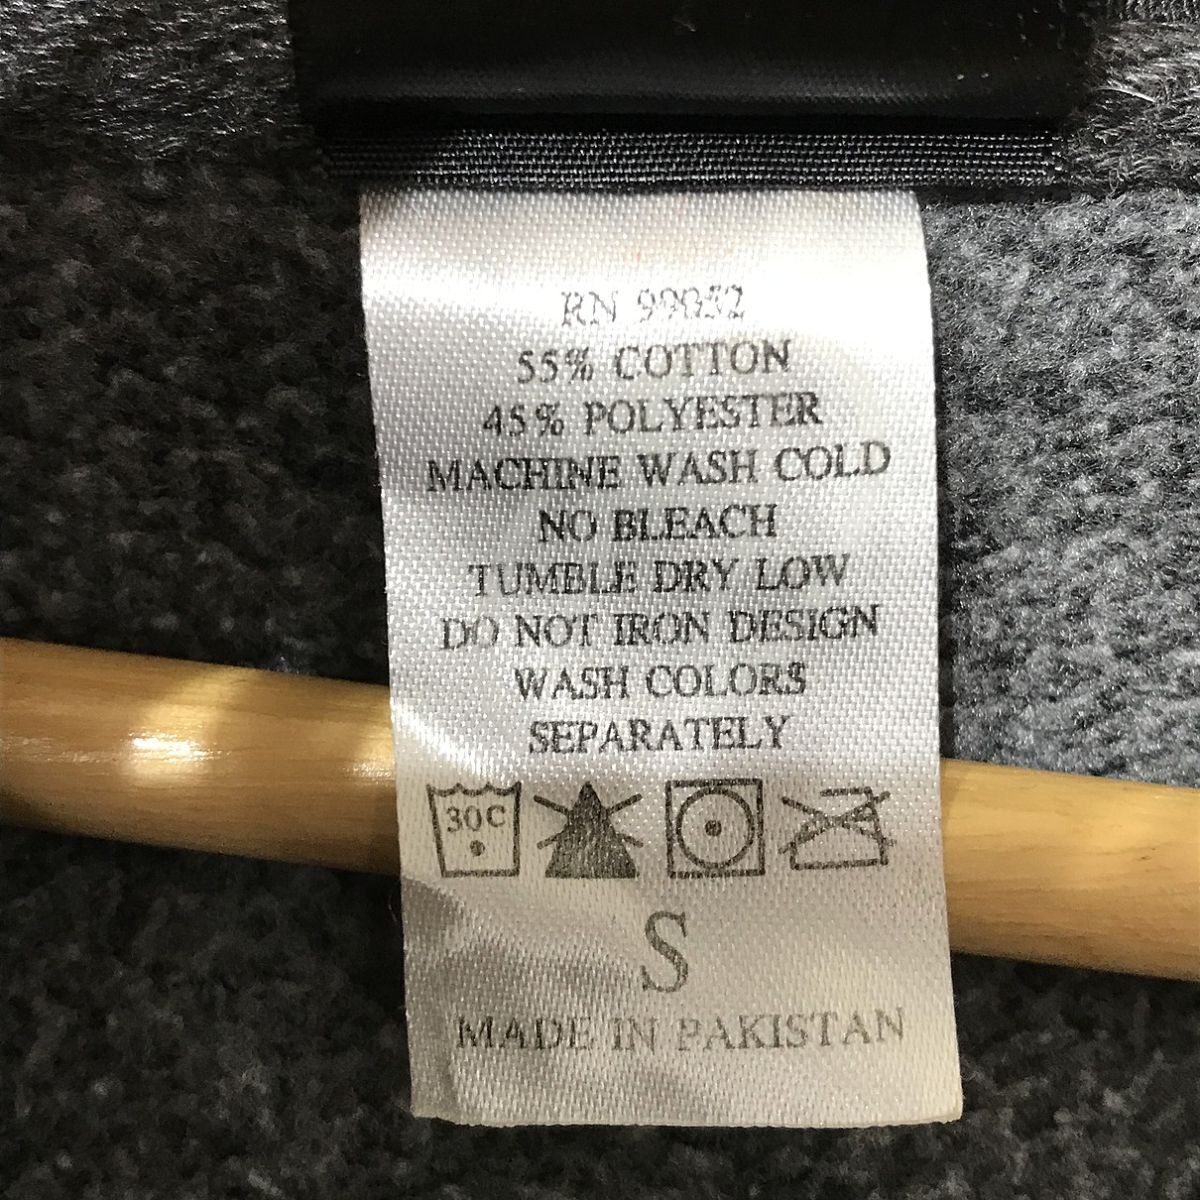 RN 99052
55% COTTON
45% POLYESTER
MACHINE WASH COLD
NO BLEACH
TUMBLE DRY LOW
DO NOT IRON DESIGN
WASH COLORS
SEPARATELY
30C
S
MADE IN PAKISTAN